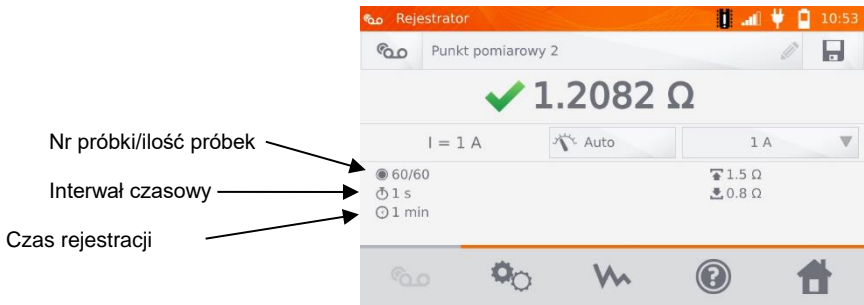 Rejestrator 10:53
Punkt pomiarowy 2
1.2082 Ω
I = 1 A Auto 1 A
Nr próbki/ilość próbek
60/60 1.5 Ω
Interwał czasowy
1 s 0.8 Ω
1 min
Czas rejestracji